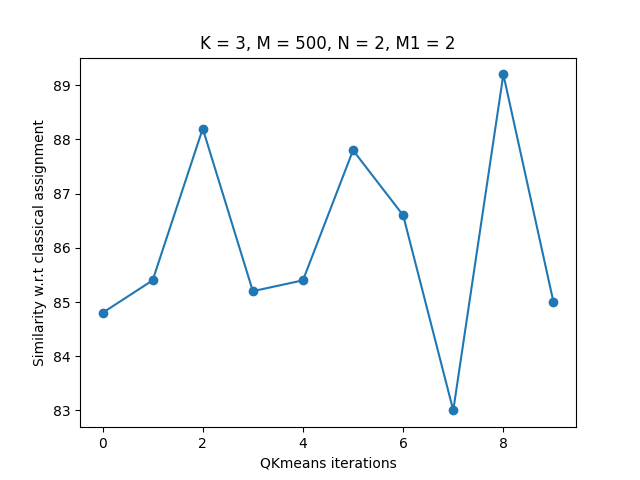 K = 3, M = 500, N = 2, M1 = 2
Similarity w.r.t classical assignment
89
88
87
86
85
84
83
0 2 4 6 8
QKmeans iterations